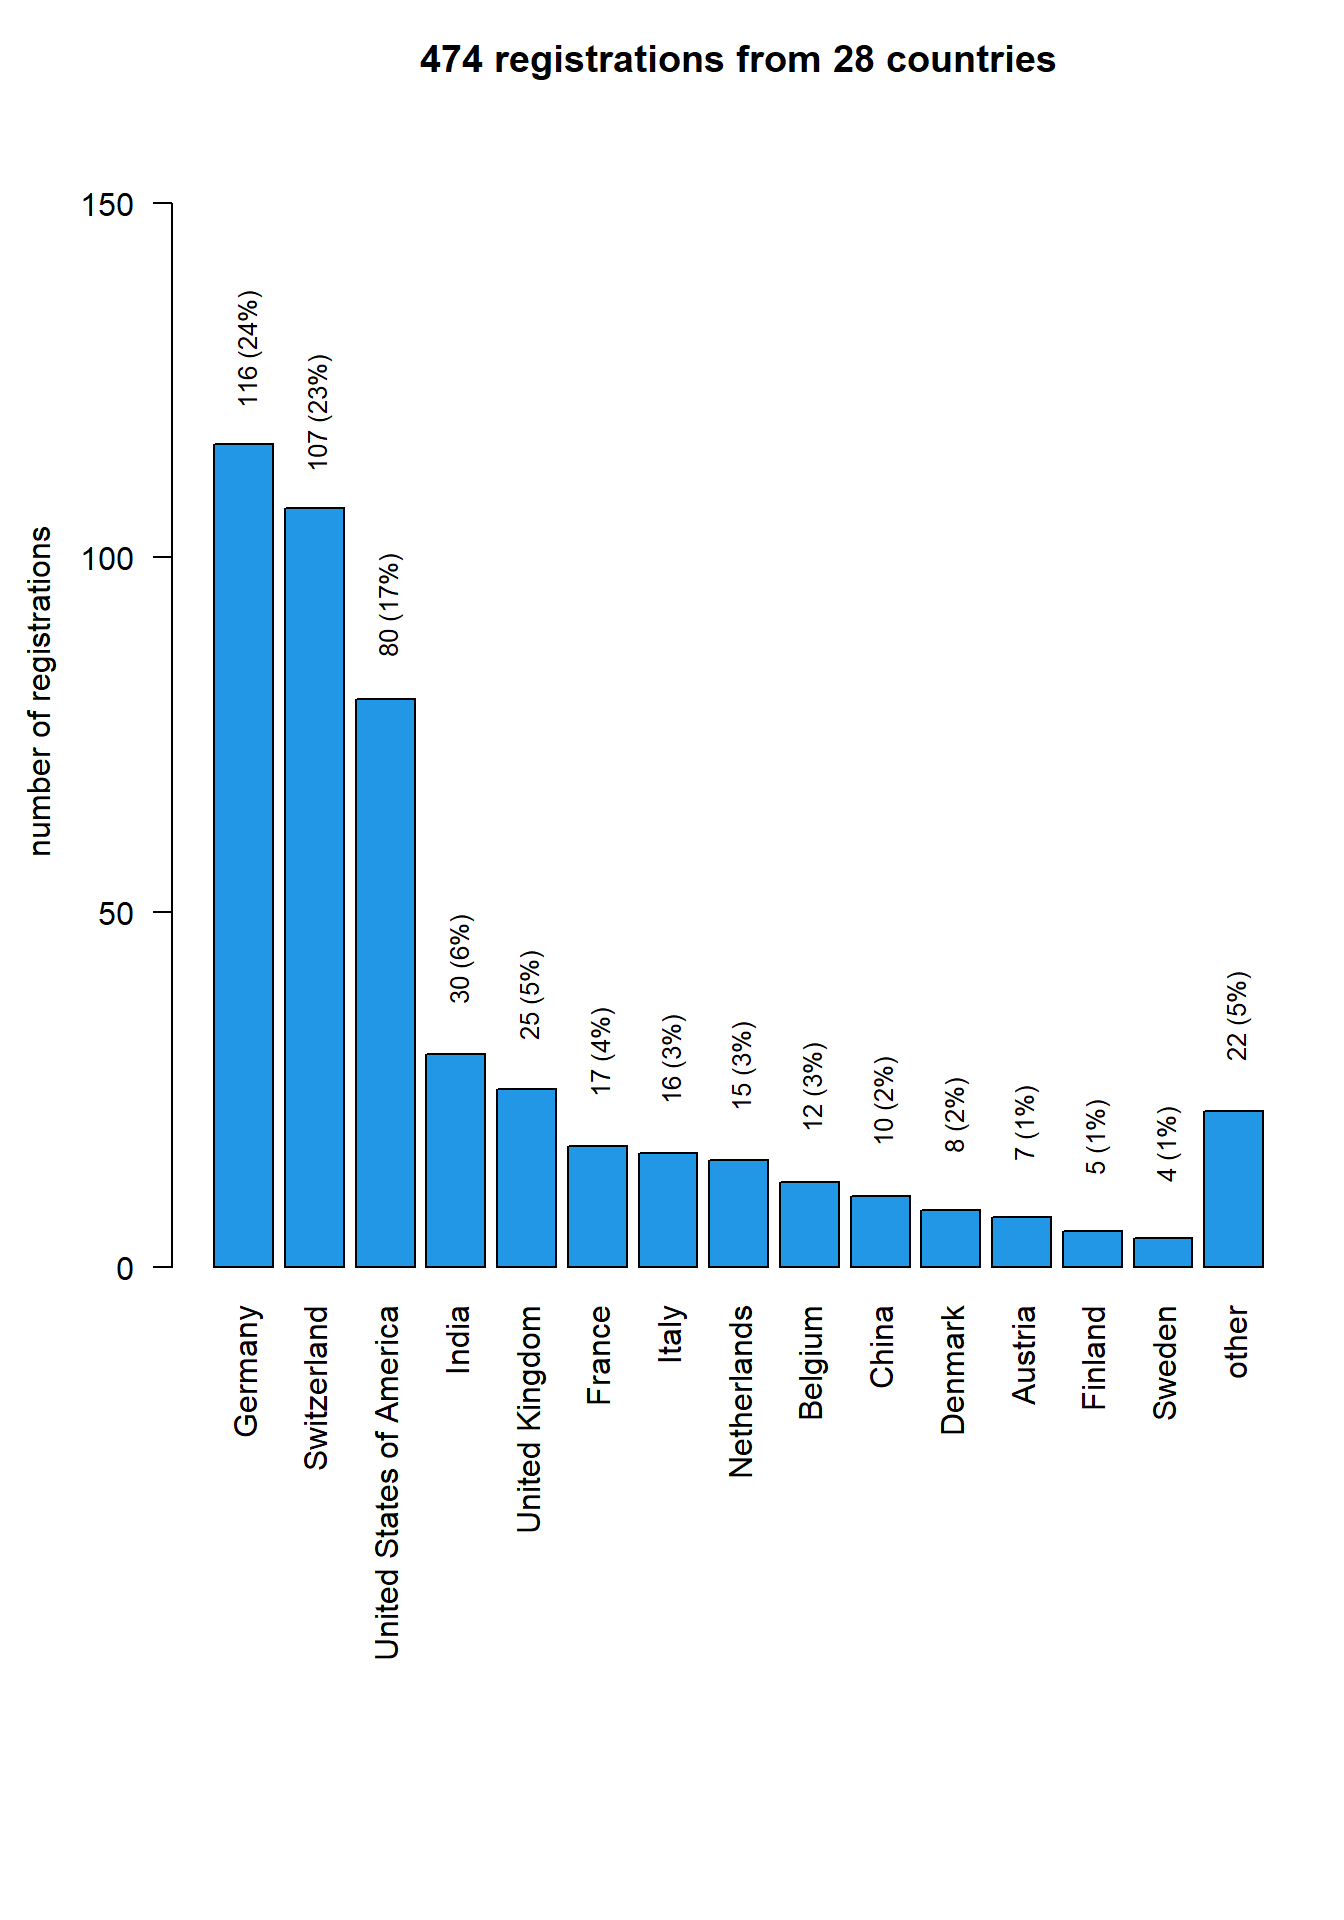 474 registrations from 28 countries
number of registrations
150
100
50
0
116 (24%)
107 (23%)
80 (17%)
30 (6%)
25 (5%)
17 (4%)
16 (3%)
15 (3%)
12 (3%)
10 (2%)
8 (2%)
7 (1%)
5 (1%)
4 (1%)
22 (5%)
Germany
Switzerland
United States of America
India
United Kingdom
France
Italy
Netherlands
Belgium
China
Denmark
Austria
Finland
Sweden
other